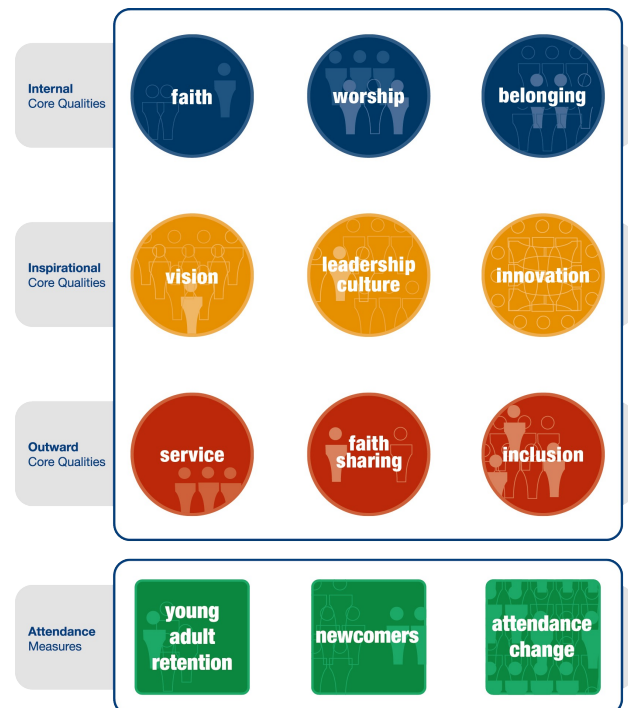 Internal
Core Qualities
faith
worship
belonging
Inspirational
Core Qualities
vision
leadership
culture
innovation
Outward
Core Qualities
service
faith
sharing
inclusion
Attendance
Measures
young
adult
retention
newcomers
attendance
change